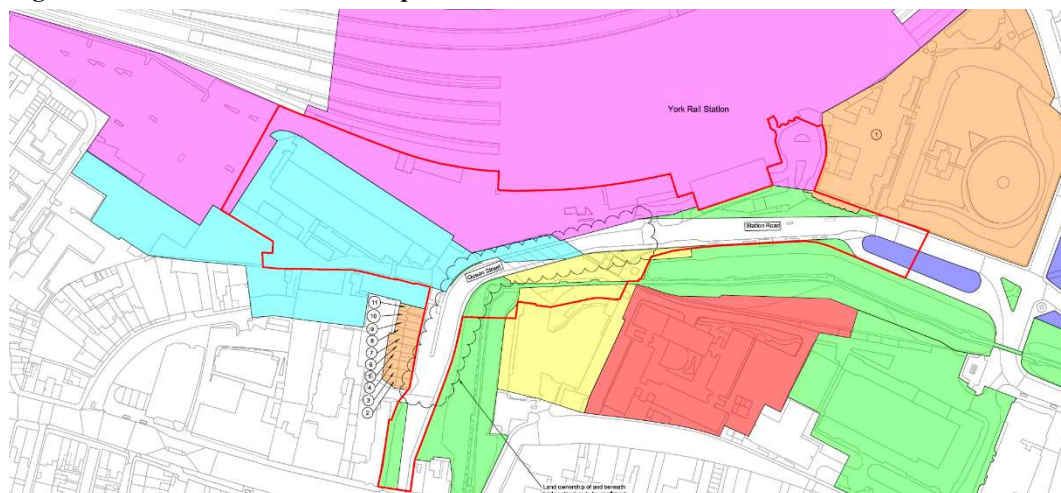 York Rail Station
1
Station Road
Queen Street
11
10
9
8
7
6
5
4
3
2
Land ownership of and beneath